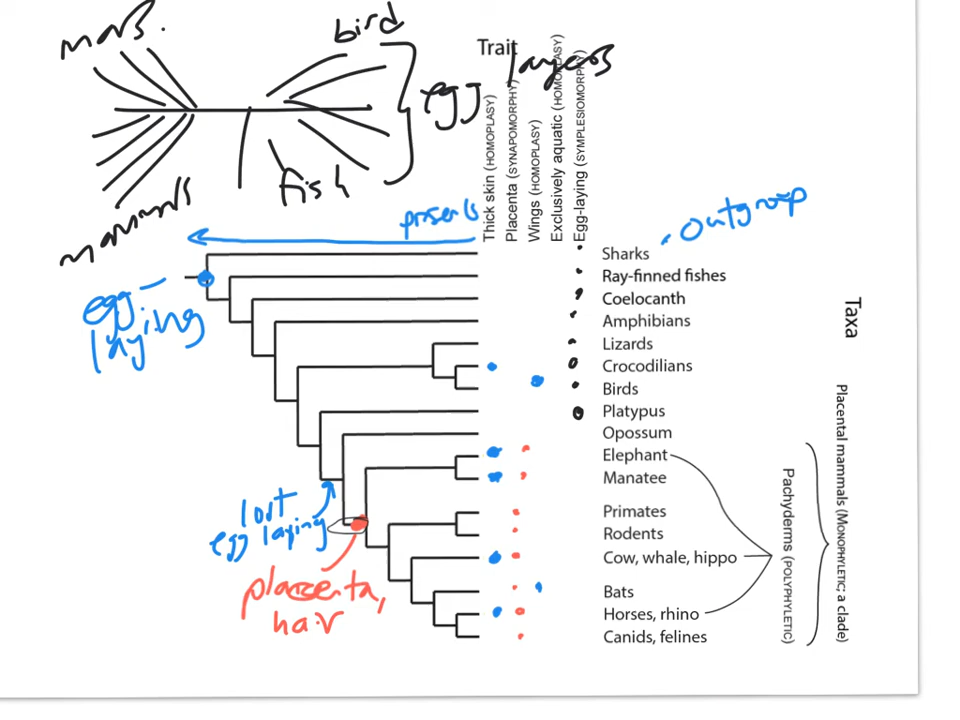 mars.
bird
egg
layers
fish
mammals
Trait
Thick skin (HOMOPLASY)
Placenta (SYNAPOMORPHY)
Wings (HOMOPLASY)
Exclusively aquatic (HOMOPLASY)
Egg-laying (SYMPLESIOMORPHY)
present
outgroup
egg-
laying
Sharks
Ray-finned fishes
Coelocanth
Amphibians
Lizards
Crocodilians
Birds
Platypus
Opossum
Elephant
Manatee
Primates
Rodents
Cow, whale, hippo
Bats
Horses, rhino
Canids, felines
lost
egg laying
placenta,
hair
Pachyderms (POLYPHYLETIC)
Placental mammals (MONOPHYLETIC; a clade)
Taxa